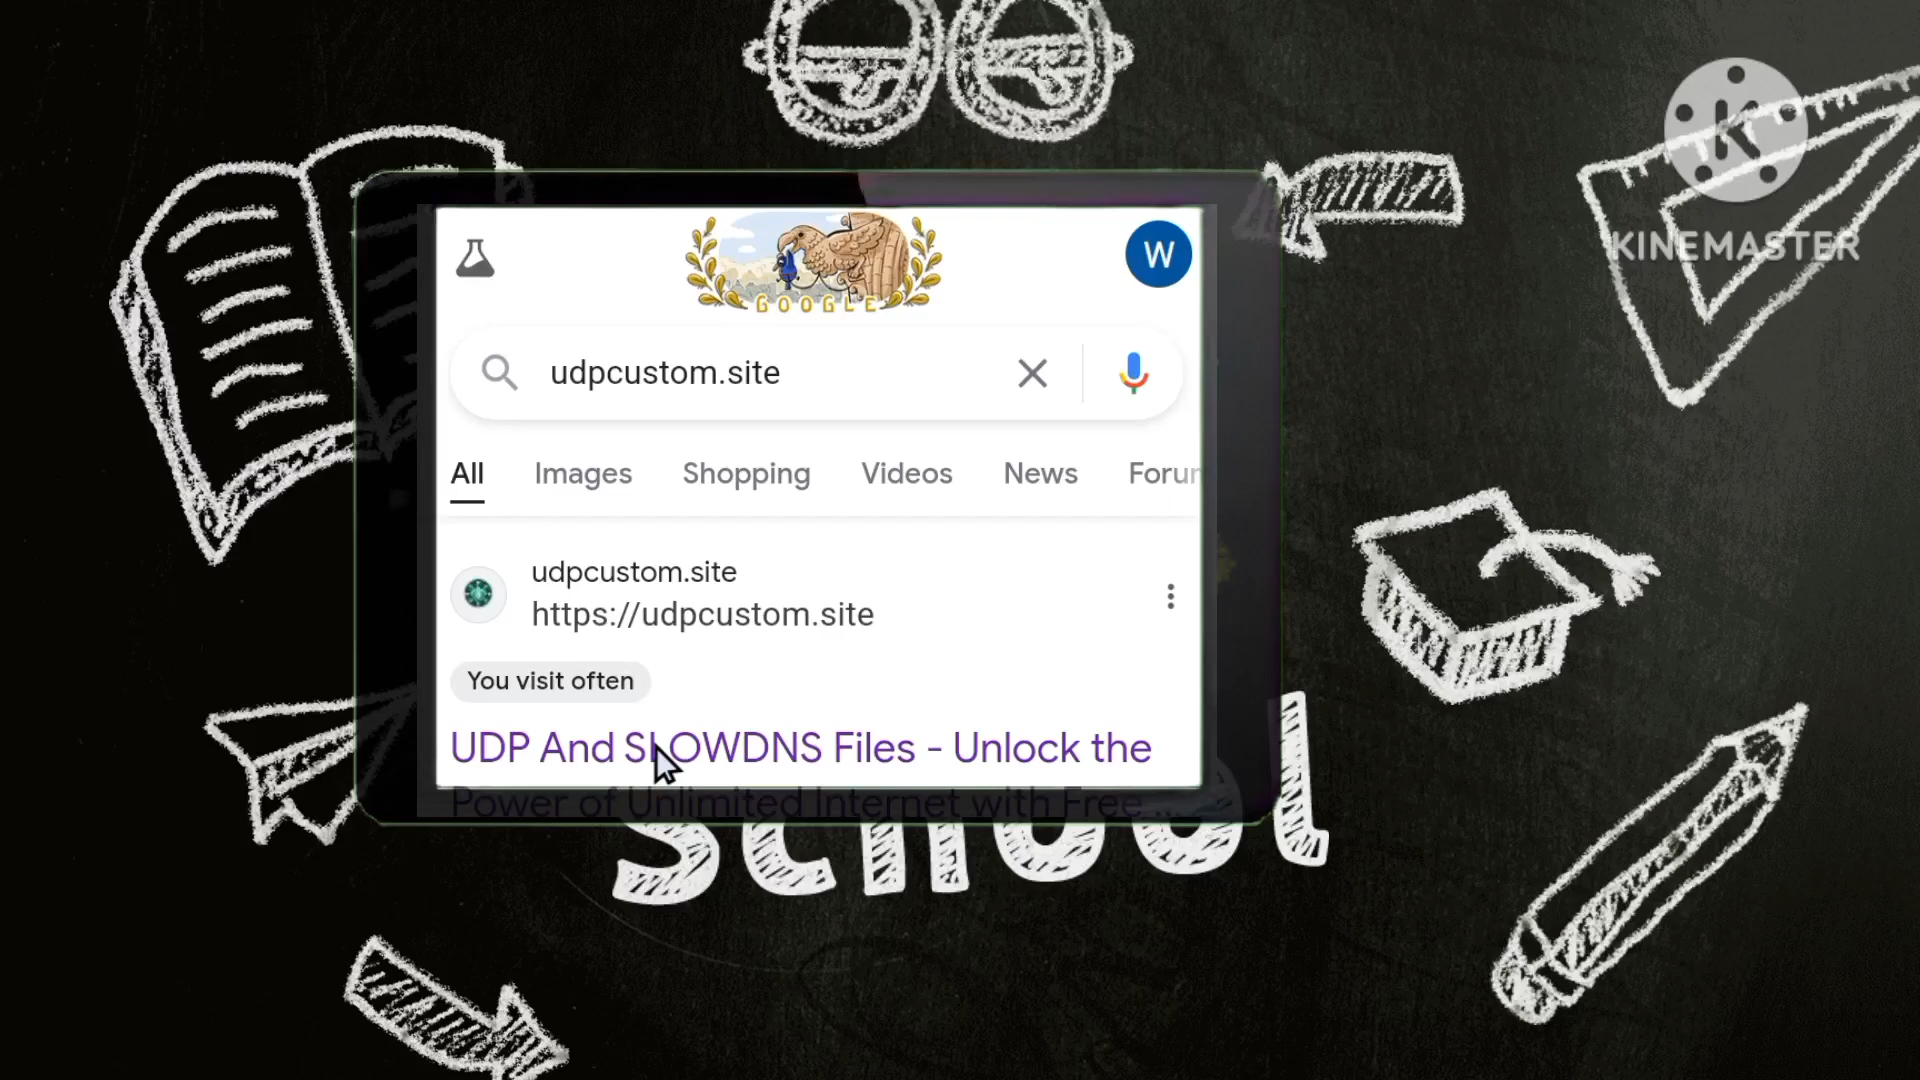 KINEMASTER
GOOGLE
W
udpcustom.site
All Images Shopping Videos News Forum
udpcustom.site
https://udpcustom.site
You visit often
UDP And SLOWDNS Files - Unlock the
Power of Unlimited Internet with Free ...
School